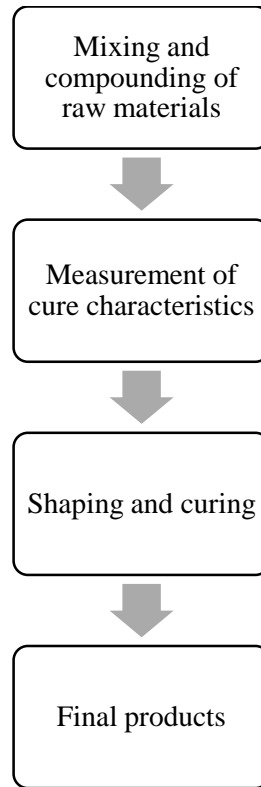 Mixing and
compounding of
raw materials
Measurement of
cure characteristics
Shaping and curing
Final products